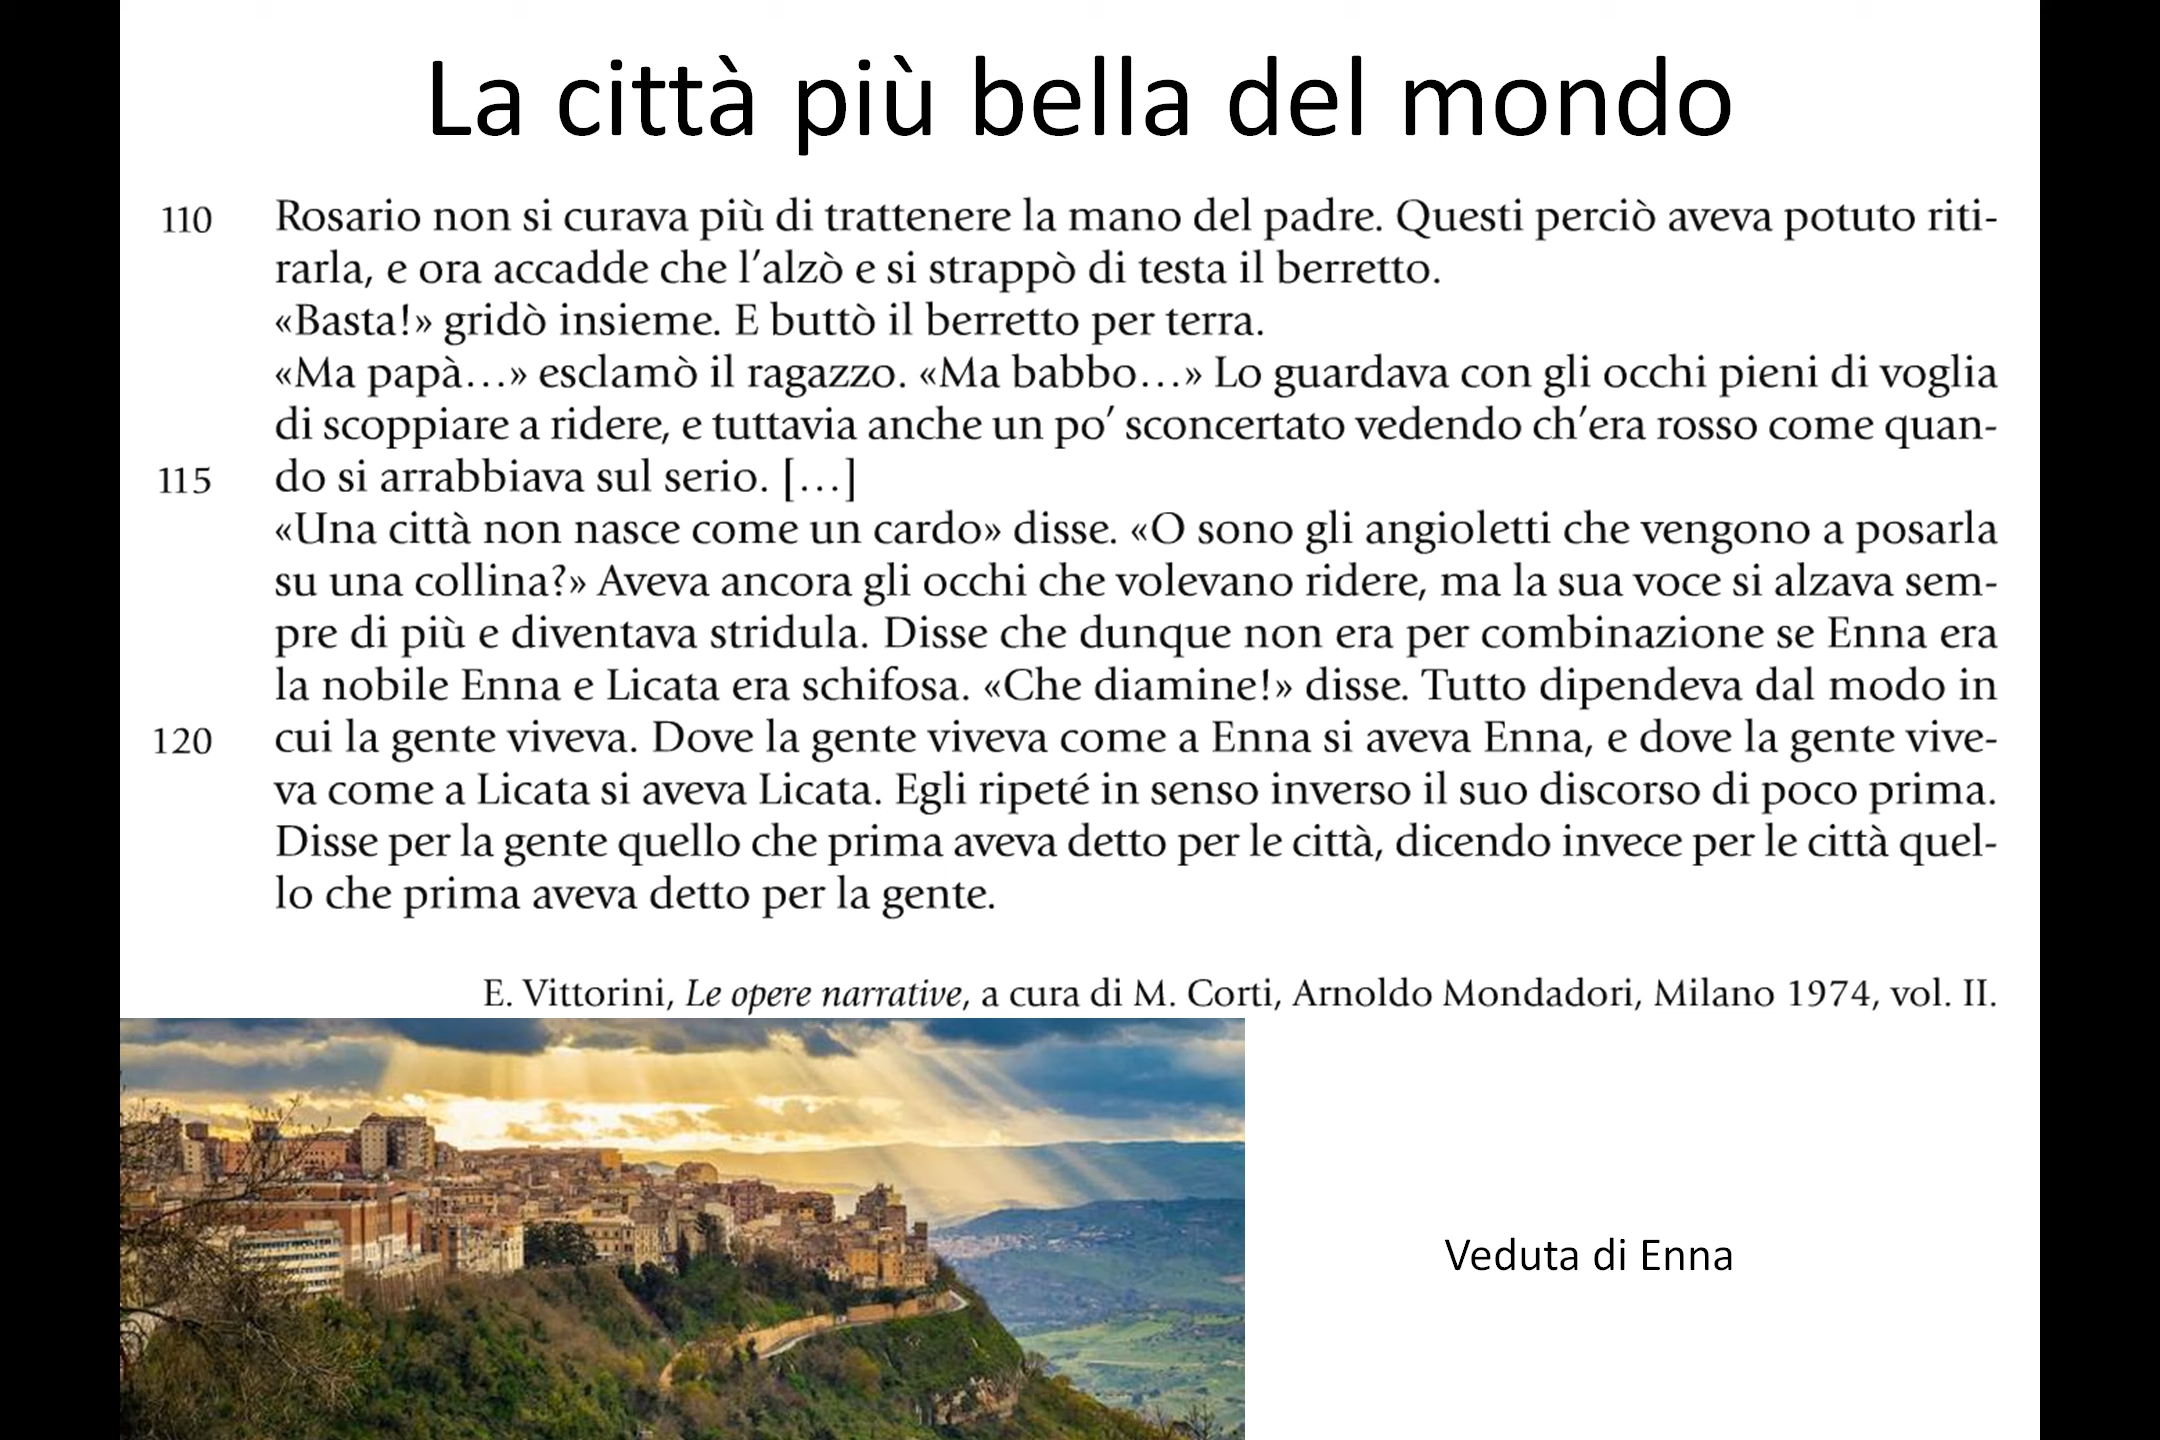 La città più bella del mondo
110 Rosario non si curava più di trattenere la mano del padre. Questi perciò aveva potuto riti-
rarla, e ora accadde che l’alzò e si strappò di testa il berretto.
«Basta!» gridò insieme. E buttò il berretto per terra.
«Ma papà…» esclamò il ragazzo. «Ma babbo…» Lo guardava con gli occhi pieni di voglia
di scoppiare a ridere, e tuttavia anche un po’ sconcertato vedendo ch’era rosso come quan-
115 do si arrabbiava sul serio. […]
«Una città non nasce come un cardo» disse. «O sono gli angioletti che vengono a posarla
su una collina?» Aveva ancora gli occhi che volevano ridere, ma la sua voce si alzava sem-
pre di più e diventava stridula. Disse che dunque non era per combinazione se Enna era
la nobile Enna e Licata era schifosa. «Che diamine!» disse. Tutto dipendeva dal modo in
120 cui la gente viveva. Dove la gente viveva come a Enna si aveva Enna, e dove la gente vive-
va come a Licata si aveva Licata. Egli ripeté in senso inverso il suo discorso di poco prima.
Disse per la gente quello che prima aveva detto per le città, dicendo invece per le città quel-
lo che prima aveva detto per la gente.
E. Vittorini, Le opere narrative, a cura di M. Corti, Arnoldo Mondadori, Milano 1974, vol. II.
Veduta di Enna